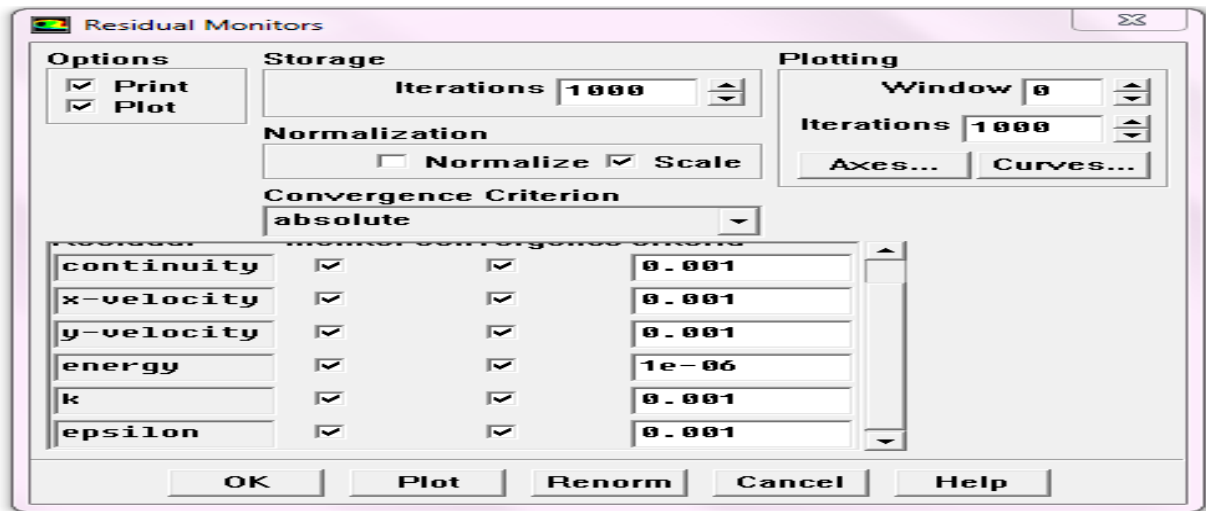 Residual Monitors
Options
Print
Plot
Storage
Iterations 1000
Normalization
Normalize Scale
Convergence Criterion
absolute
Plotting
Window 0
Iterations 1000
Axes... Curves...
continuity 0.001
x-velocity 0.001
y-velocity 0.001
energy 1e-06
k 0.001
epsilon 0.001
OK Plot Renorm Cancel Help